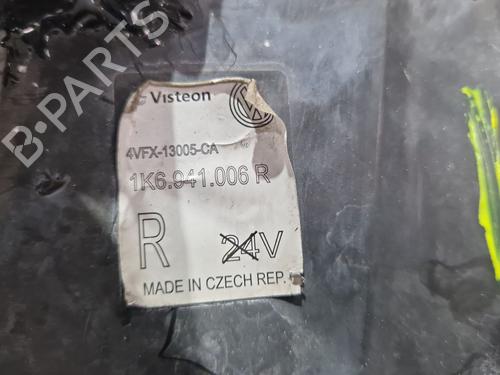 Visteon
4VFX-13005-CA
1K6.941.006 R
R 24V
MADE IN CZECH REP.
B-PARTS